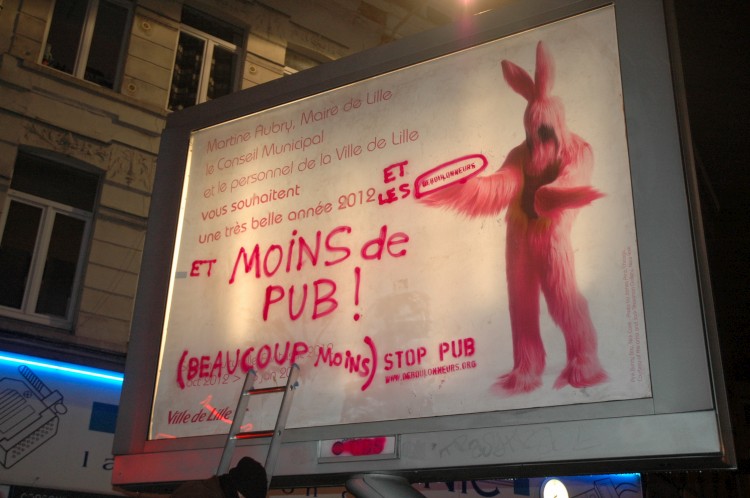 Martine Aubry, Maire de Lille
le Conseil Municipal
et le personnel de la Ville de Lille
vous souhaitent
une très belle année 2012
ET
LES
DEBOULONNEURS
ET MOINS de
PUB !
(BEAUCOUP MOINS)
STOP PUB
WWW.DEBOULONNEURS.ORG
Ville de Lille